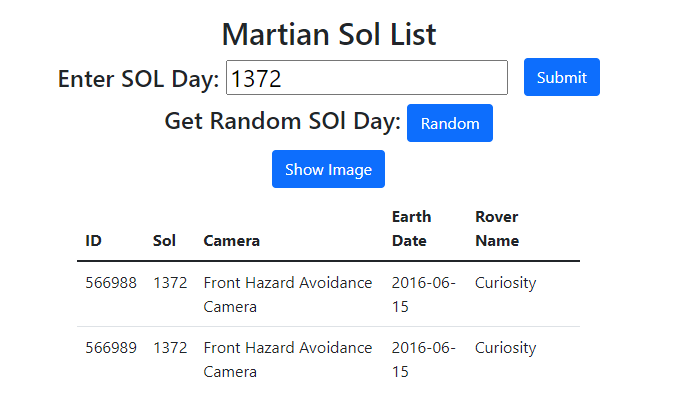 Martian Sol List
Enter SOL Day: 1372 Submit
Get Random SOl Day: Random
Show Image
ID Sol Camera Earth Date Rover Name
566988 1372 Front Hazard Avoidance Camera 2016-06-15 Curiosity
566989 1372 Front Hazard Avoidance Camera 2016-06-15 Curiosity